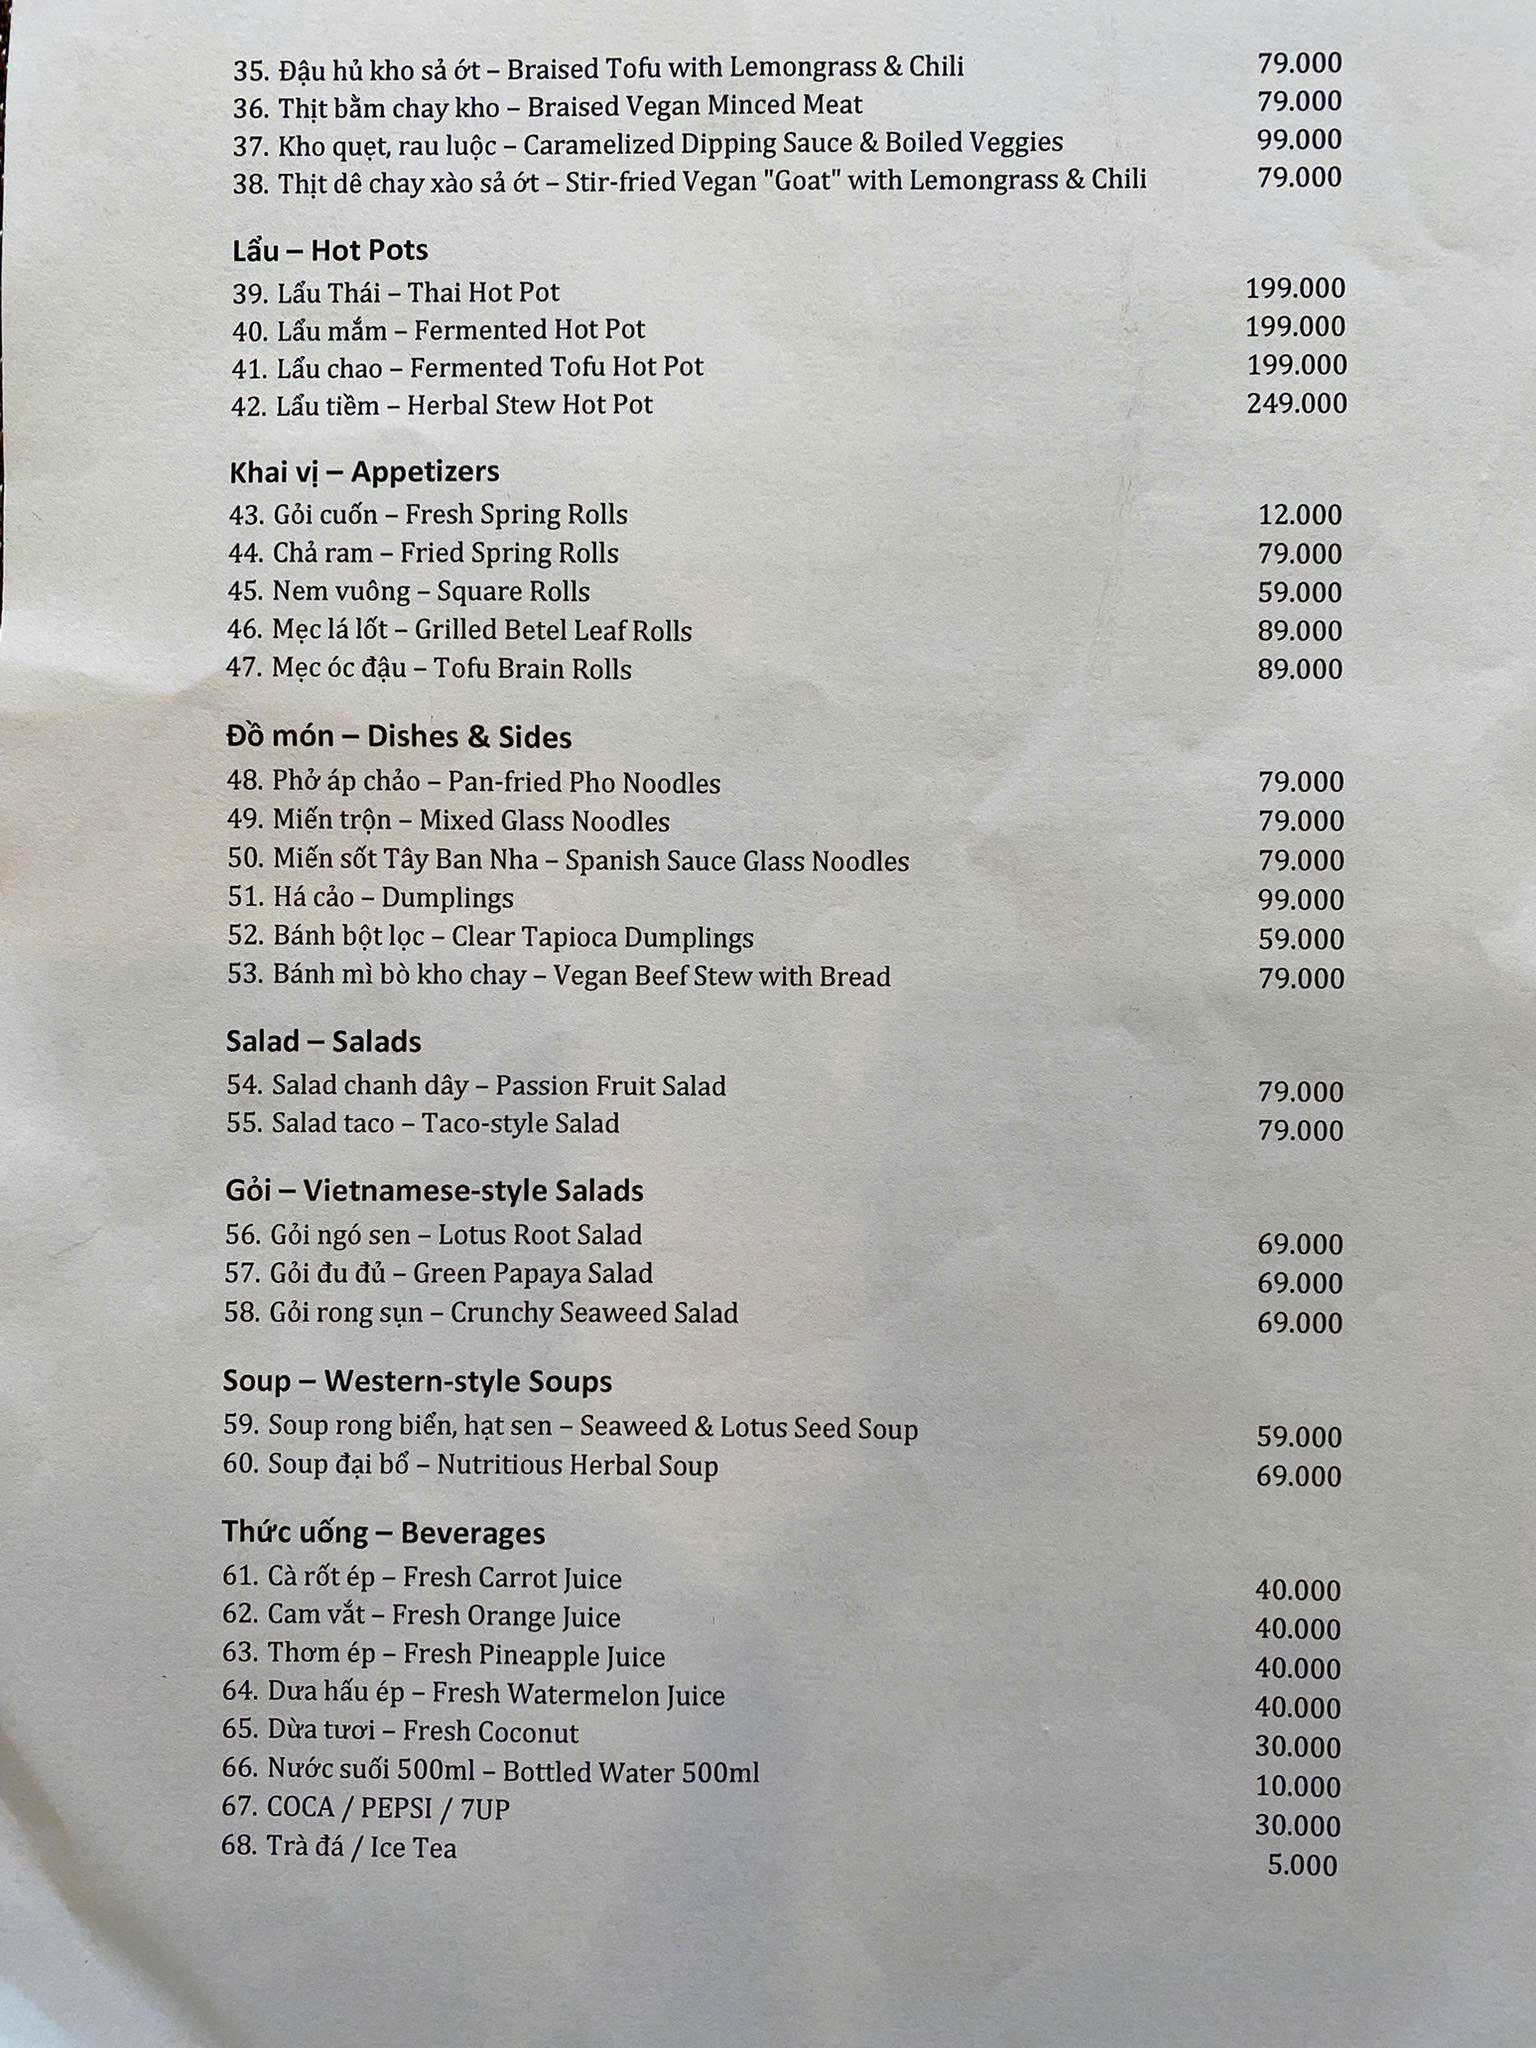 35. Đậu hủ kho sả ớt – Braised Tofu with Lemongrass & Chili 79.000
36. Thịt bằm chay kho – Braised Vegan Minced Meat 79.000
37. Kho quẹt, rau luộc – Caramelized Dipping Sauce & Boiled Veggies 99.000
38. Thịt dê chay xào sả ớt – Stir-fried Vegan "Goat" with Lemongrass & Chili 79.000
Lẩu – Hot Pots
39. Lẩu Thái – Thai Hot Pot 199.000
40. Lẩu mắm – Fermented Hot Pot 199.000
41. Lẩu chao – Fermented Tofu Hot Pot 199.000
42. Lẩu tiềm – Herbal Stew Hot Pot 249.000
Khai vị – Appetizers
43. Gỏi cuốn – Fresh Spring Rolls 12.000
44. Chả ram – Fried Spring Rolls 79.000
45. Nem vuông – Square Rolls 59.000
46. Mẹc lá lốt – Grilled Betel Leaf Rolls 89.000
47. Mẹc óc đậu – Tofu Brain Rolls 89.000
Đồ món – Dishes & Sides
48. Phở áp chảo – Pan-fried Pho Noodles 79.000
49. Miến trộn – Mixed Glass Noodles 79.000
50. Miến sốt Tây Ban Nha – Spanish Sauce Glass Noodles 79.000
51. Há cảo – Dumplings 99.000
52. Bánh bột lọc – Clear Tapioca Dumplings 59.000
53. Bánh mì bò kho chay – Vegan Beef Stew with Bread 79.000
Salad – Salads
54. Salad chanh dây – Passion Fruit Salad 79.000
55. Salad taco – Taco-style Salad 79.000
Gỏi – Vietnamese-style Salads
56. Gỏi ngó sen – Lotus Root Salad 69.000
57. Gỏi đu đủ – Green Papaya Salad 69.000
58. Gỏi rong sụn – Crunchy Seaweed Salad 69.000
Soup – Western-style Soups
59. Soup rong biển, hạt sen – Seaweed & Lotus Seed Soup 59.000
60. Soup đại bổ – Nutritious Herbal Soup 69.000
Thức uống – Beverages
61. Cà rốt ép – Fresh Carrot Juice 40.000
62. Cam vắt – Fresh Orange Juice 40.000
63. Thơm ép – Fresh Pineapple Juice 40.000
64. Dưa hấu ép – Fresh Watermelon Juice 40.000
65. Dừa tươi – Fresh Coconut 30.000
66. Nước suối 500ml – Bottled Water 500ml 10.000
67. COCA / PEPSI / 7UP 30.000
68. Trà đá / Ice Tea 5.000